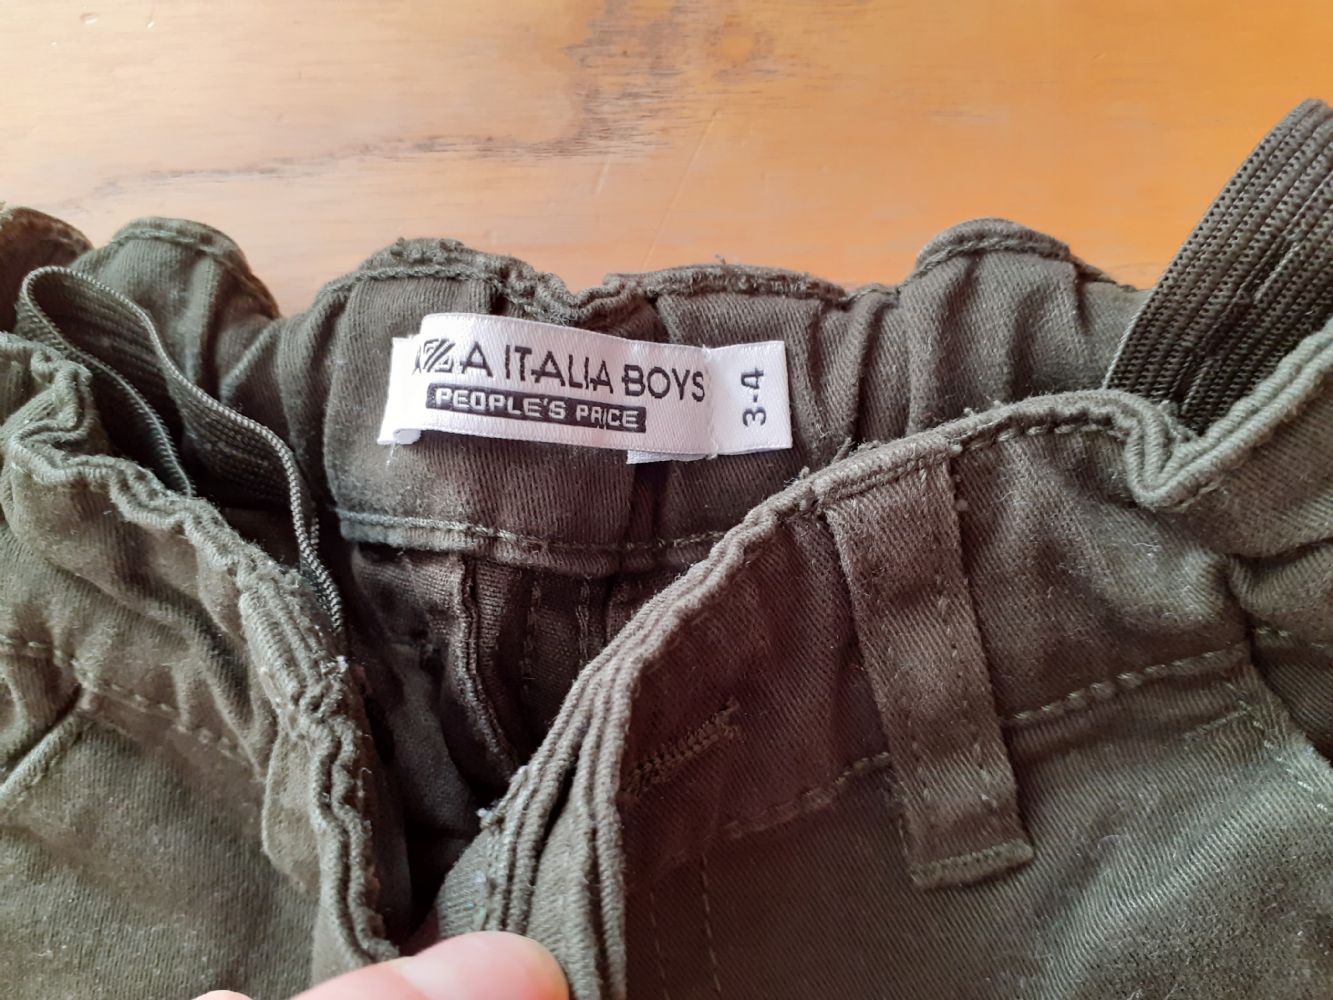 A ITALIA BOYS
PEOPLE'S PRICE
3-4